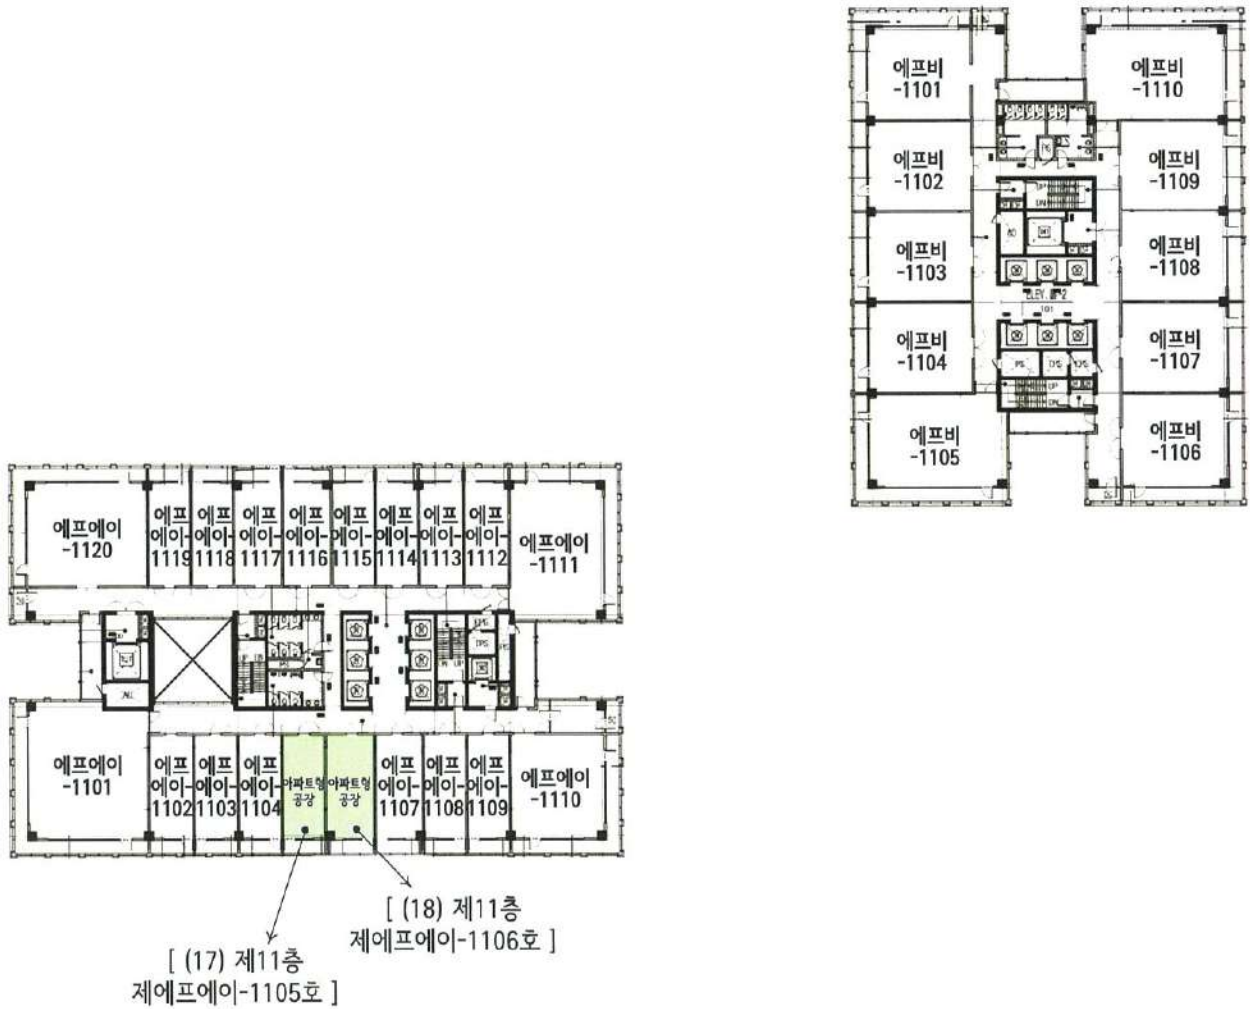 에프비
-1101
에프비
-1110
에프비
-1102
에프비
-1109
에프비
-1103
에프비
-1108
ELEV.
에프비
-1104
에프비
-1107
PS
UP
DN
에프비
-1105
에프비
-1106
에프에이
-1120
에프
에이-
1119
에프
에이-
1118
에프
에이-
1117
에프
에이-
1116
에프
에이-
1115
에프
에이-
1114
에프
에이-
1113
에프
에이-
1112
에프에이
-1111
에프에이
-1101
에프
에이-
1102
에프
에이-
1103
에프
에이-
1104
아파트형
공장
아파트형
공장
에프
에이-
1107
에프
에이-
1108
에프
에이-
1109
에프에이
-1110
[ (18) 제11층
제에프에이-1106호 ]
[ (17) 제11층
제에프에이-1105호 ]